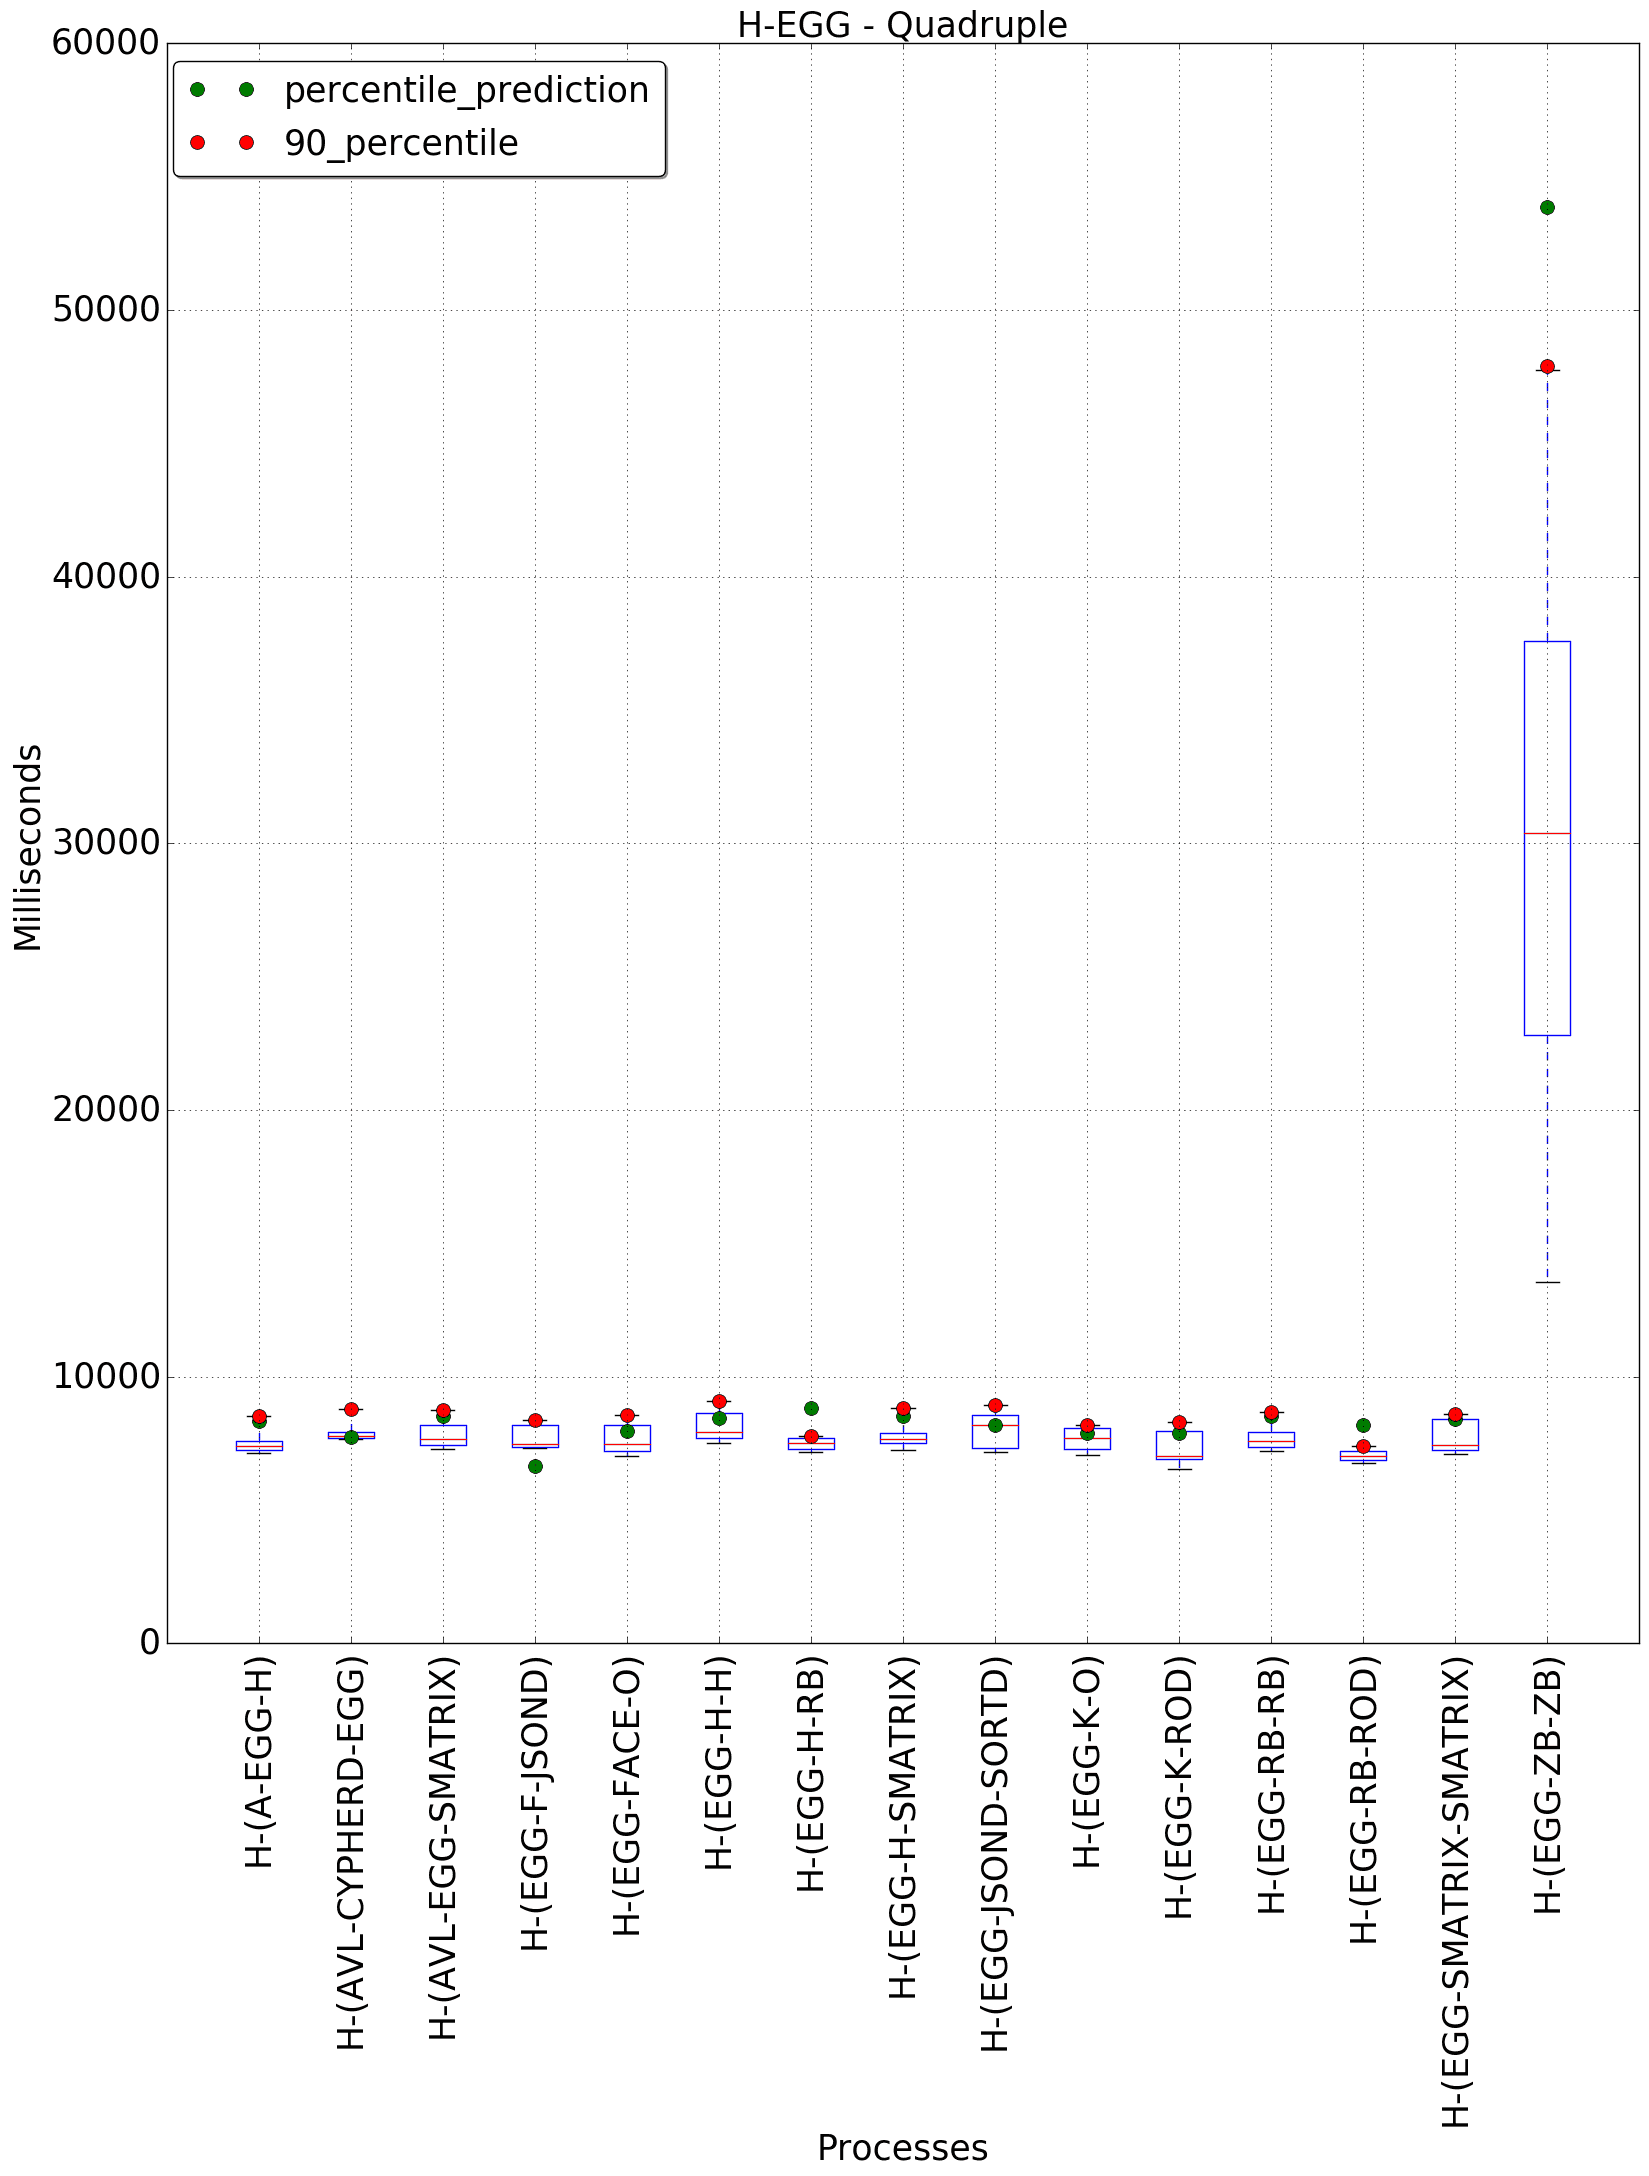 H-EGG - Quadruple
percentile_prediction
90_percentile
60000
50000
40000
30000
20000
10000
0
Milliseconds
H-(A-EGG-H)
H-(AVL-CYPHERD-EGG)
H-(AVL-EGG-SMATRIX)
H-(EGG-F-JSOND)
H-(EGG-FACE-O)
H-(EGG-H-H)
H-(EGG-H-RB)
H-(EGG-H-SMATRIX)
H-(EGG-JSOND-SORTD)
H-(EGG-K-O)
H-(EGG-K-ROD)
H-(EGG-RB-RB)
H-(EGG-RB-ROD)
H-(EGG-SMATRIX-SMATRIX)
H-(EGG-ZB-ZB)
Processes